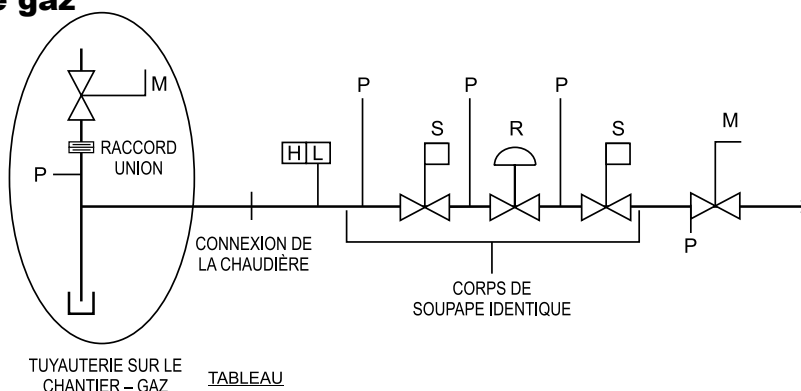 e gaz
M
RACCORD
UNION
P
H L
P
S
P
R
P
S
M
P
CONNEXION DE
LA CHAUDIÈRE
CORPS DE
SOUPAPE IDENTIQUE
TUYAUTERIE SUR LE
CHANTIER – GAZ
TABLEAU